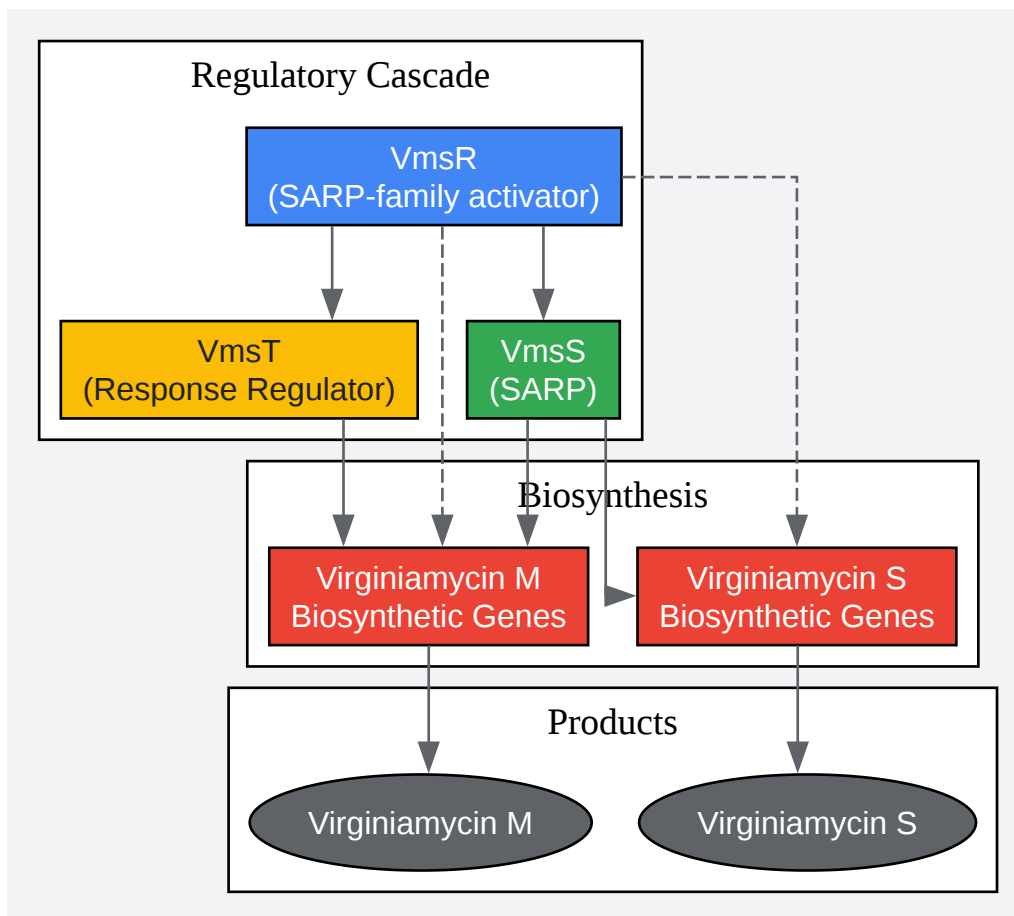 Regulatory Cascade
VmsR
(SARP-family activator)
VmsT
(Response Regulator)
VmsS
(SARP)
Biosynthesis
Virginiamycin M
Biosynthetic Genes
Virginiamycin S
Biosynthetic Genes
Products
Virginiamycin M
Virginiamycin S